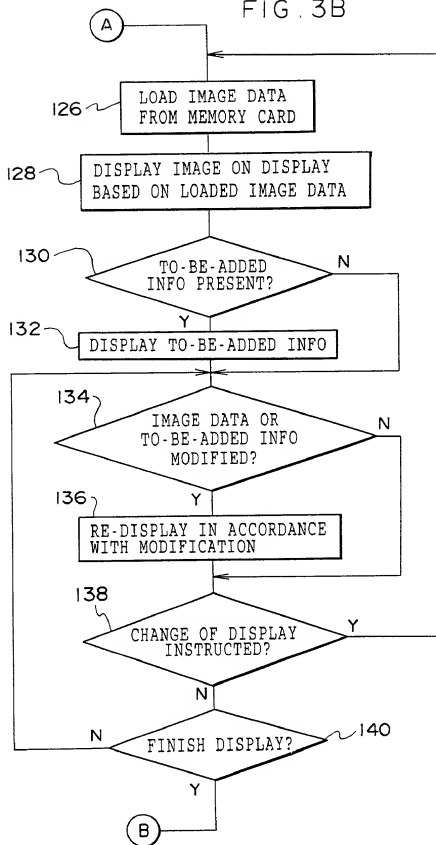 FIG. 3B
A
126
LOAD IMAGE DATA
FROM MEMORY CARD
128
DISPLAY IMAGE ON DISPLAY
BASED ON LOADED IMAGE DATA
130
TO-BE-ADDED
INFO PRESENT?
N
Y
132
DISPLAY TO-BE-ADDED INFO
134
IMAGE DATA OR
TO-BE-ADDED INFO
MODIFIED?
N
Y
136
RE-DISPLAY IN ACCORDANCE
WITH MODIFICATION
138
CHANGE OF DISPLAY
INSTRUCTED?
Y
N
N
FINISH DISPLAY?
140
Y
B